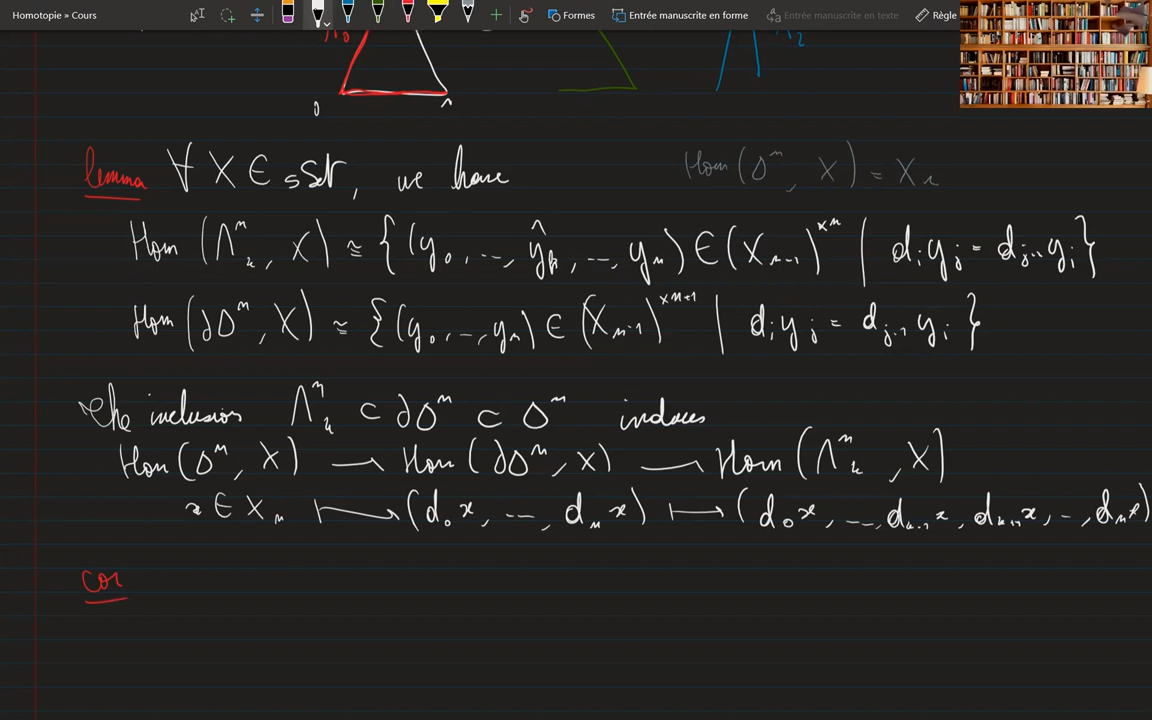 Homotopie » Cours
Formes Entrée manuscrite en forme Entrée manuscrite en texte Règle
0 1
lemma ∀ X ∈ sSet, we have Hom (Δⁿ, X) = Xₙ
Hom (Λⁿₖ, X) ≅ {(y₀, ..., ŷₖ, ..., yₙ) ∈ (Xₙ₋₁)^×ⁿ | dᵢyⱼ = dⱼ₋₁yᵢ}
Hom (∂Δⁿ, X) ≅ {(y₀, ..., yₙ) ∈ (Xₙ₋₁)^×ⁿ⁺¹ | dᵢyⱼ = dⱼ₋₁yᵢ}
The inclusion Λⁿₖ ⊂ ∂Δⁿ ⊂ Δⁿ induces
Hom (Δⁿ, X) → Hom (∂Δⁿ, X) → Hom (Λⁿₖ, X)
x ∈ Xₙ ↦ (d₀x, ..., dₙx) ↦ (d₀x, ..., dₖ₋₁x, dₖ₊₁x, ..., dₙx)
cor